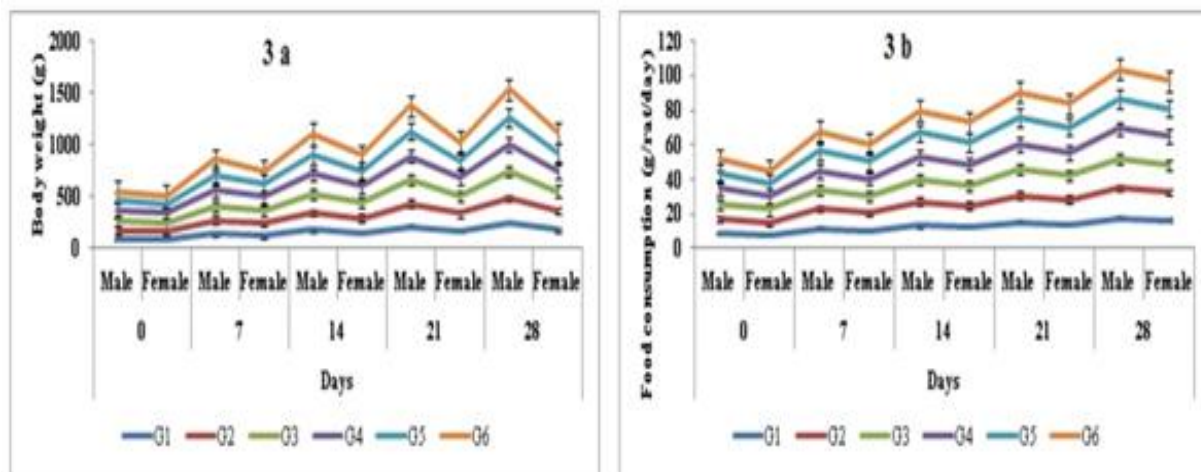 3 a
Body weight (g)
2000
1500
1000
500
0
Male Female Male Female Male Female Male Female Male Female
0 7 14 21 28
Days
G1 G2 G3 G4 G5 G6
3 b
Food consumption (g/rat/day)
120
100
80
60
40
20
0
Male Female Male Female Male Female Male Female Male Female
0 7 14 21 28
Days
G1 G2 G3 G4 G5 G6